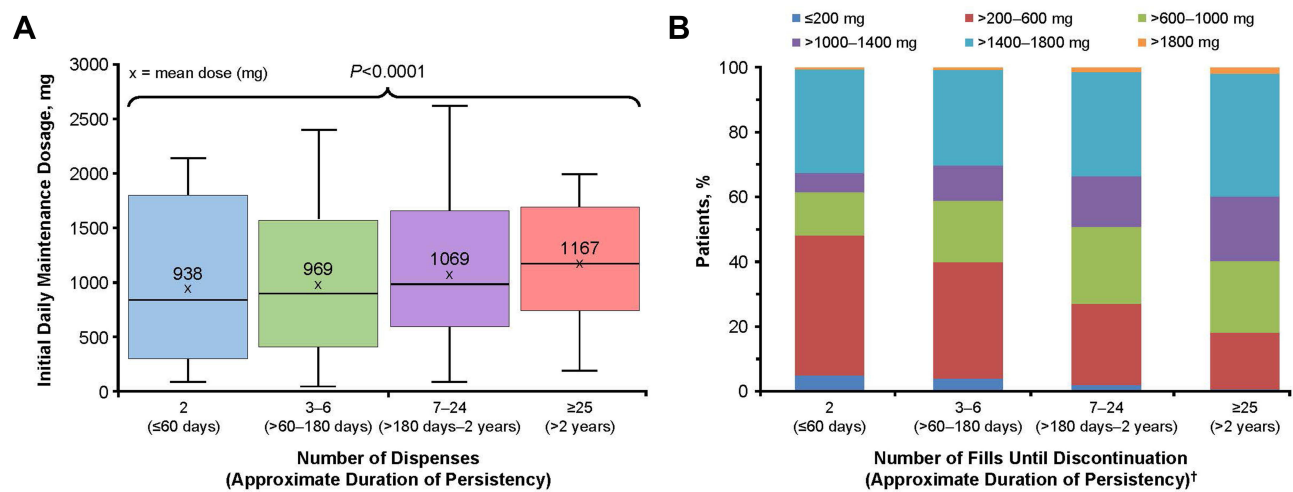 A
Initial Daily Maintenance Dosage, mg
3000
2500
2000
1500
1000
500
0
x = mean dose (mg)
P<0.0001
938
x
969
x
1069
x
1167
x
2
(≤60 days)
3–6
(>60–180 days)
7–24
(>180 days–2 years)
≥25
(>2 years)
Number of Dispenses
(Approximate Duration of Persistency)
B
≤200 mg
>200–600 mg
>600–1000 mg
>1000–1400 mg
>1400–1800 mg
>1800 mg
Patients, %
100
80
60
40
20
0
2
(≤60 days)
3–6
(>60–180 days)
7–24
(>180 days–2 years)
≥25
(>2 years)
Number of Fills Until Discontinuation
(Approximate Duration of Persistency)†